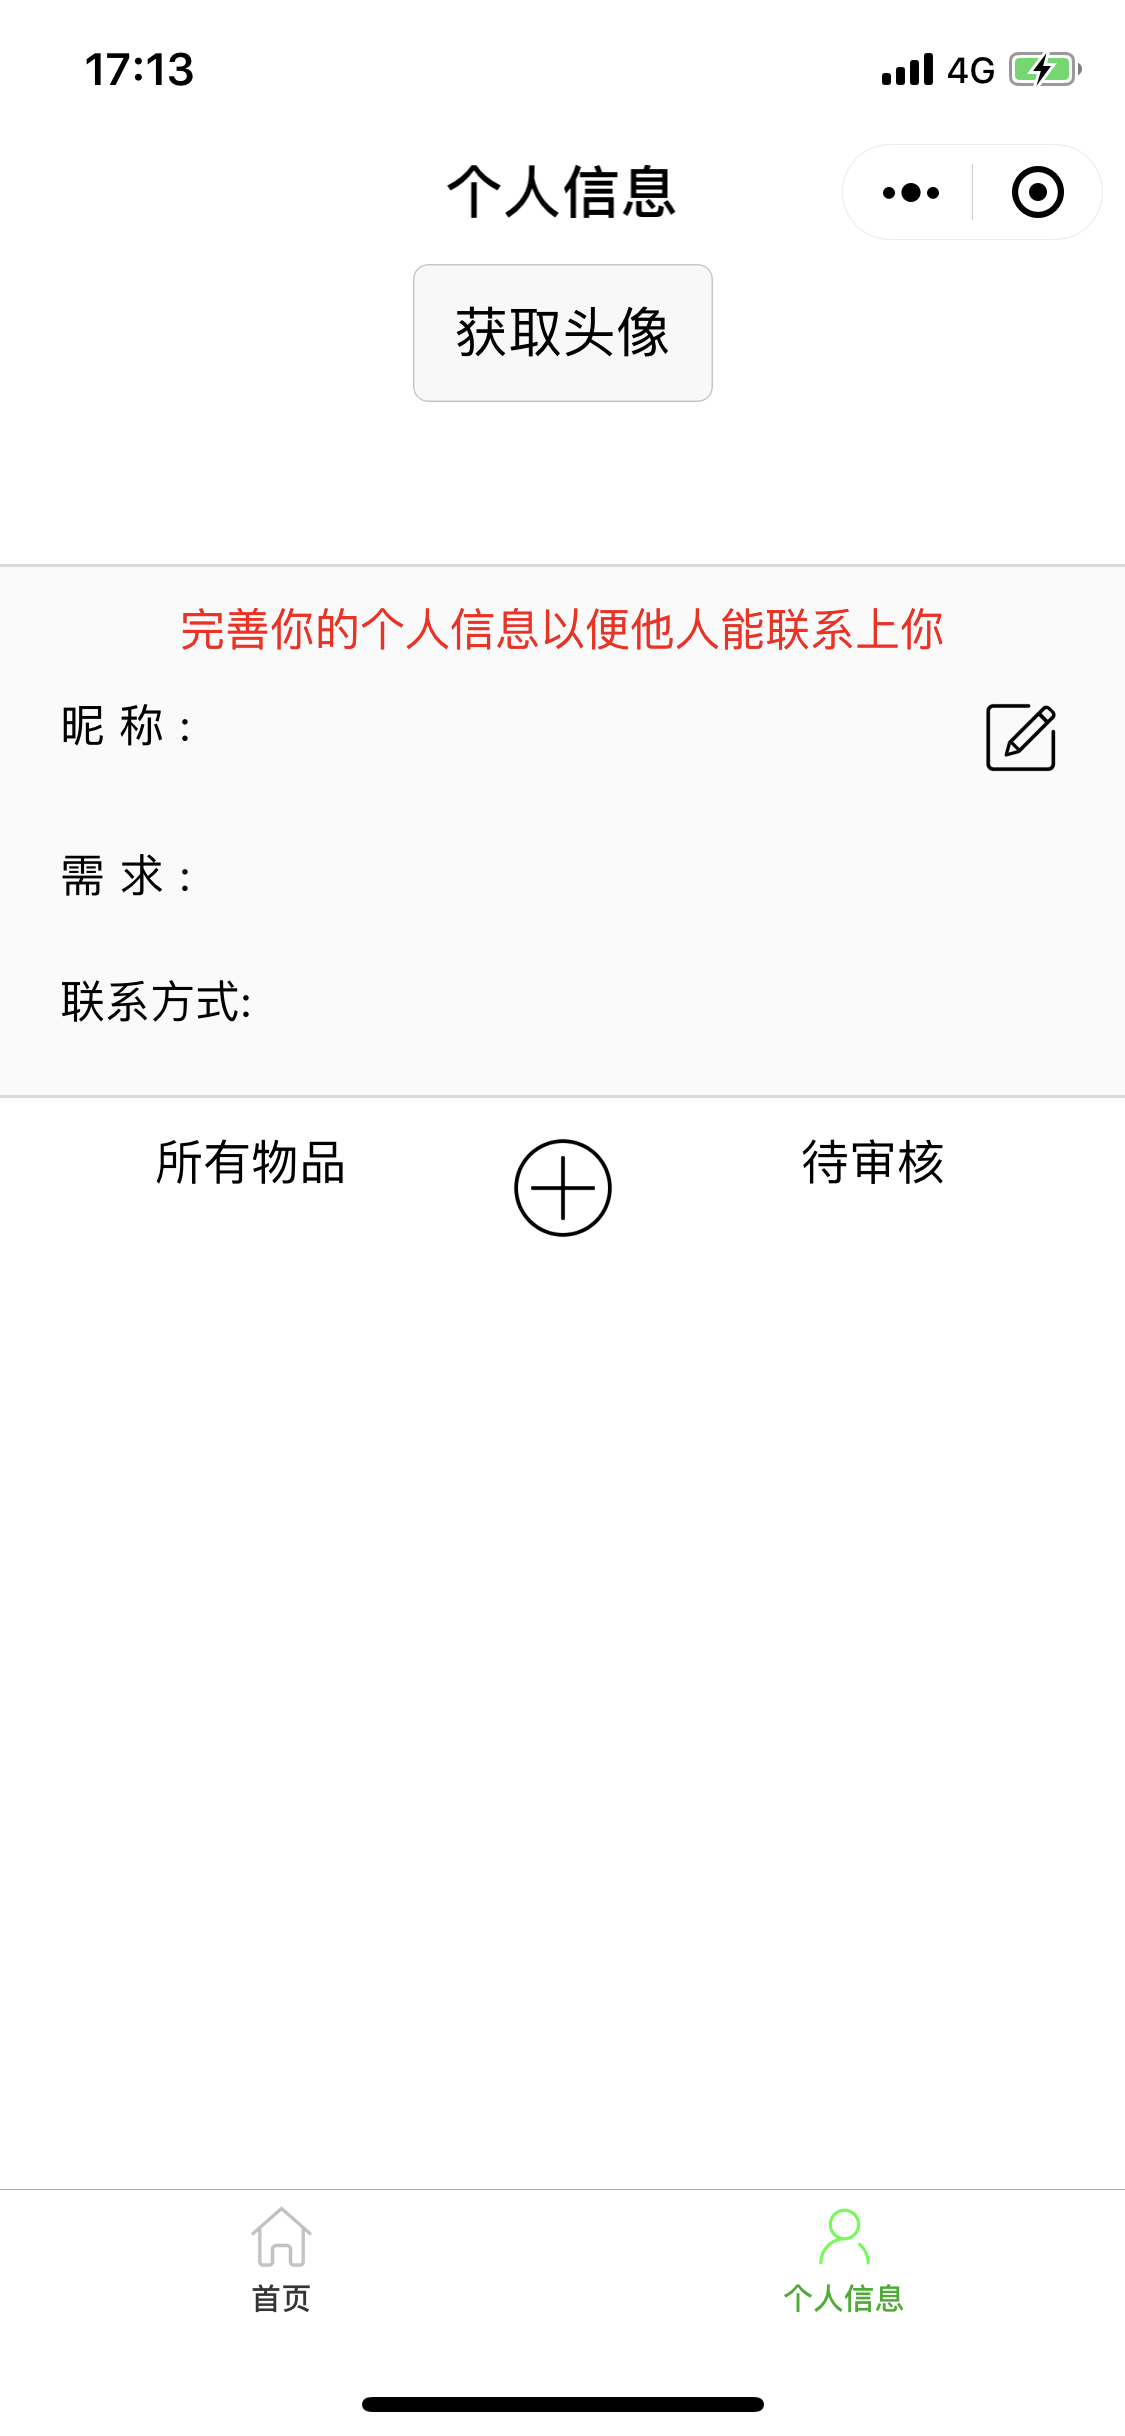 17:13
4G
个人信息
获取头像
完善你的个人信息以便他人能联系上你
昵 称 :
需 求 :
联系方式:
所有物品
待审核
首页
个人信息